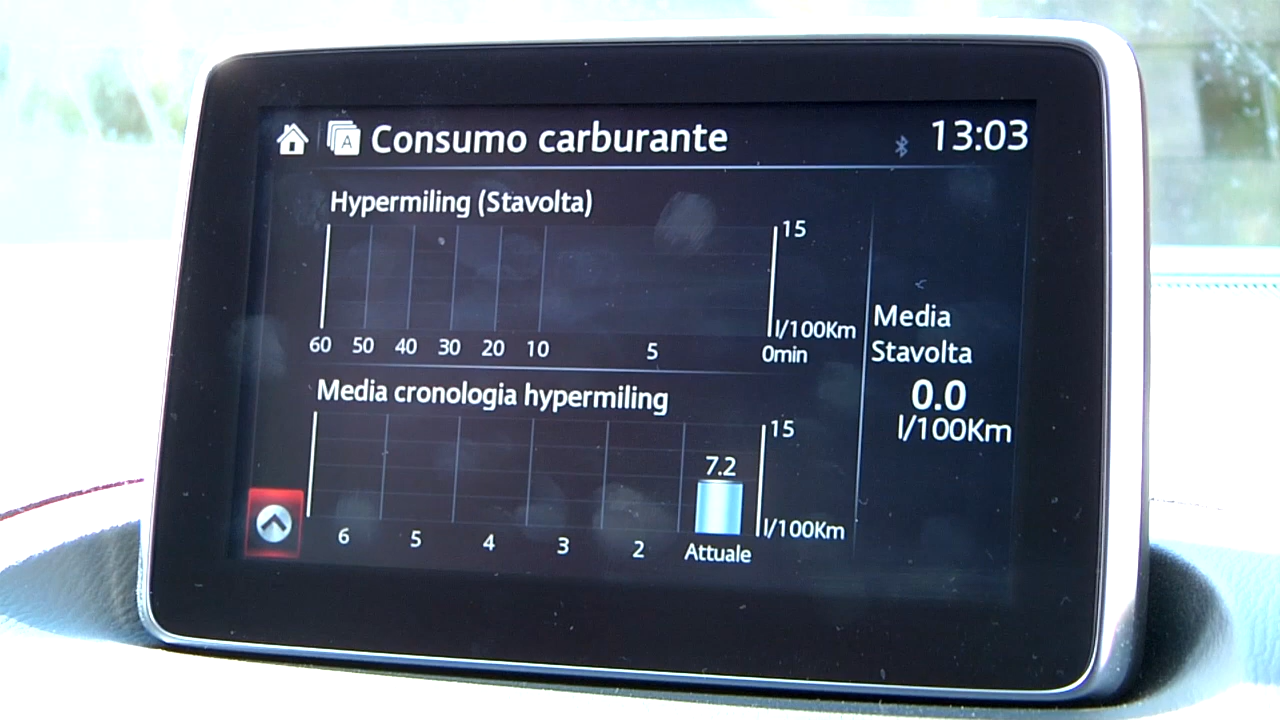 A Consumo carburante 13:03
Hypermiling (Stavolta)
15
l/100Km
60 50 40 30 20 10 5 0min
Media cronologia hypermiling
15
7.2
l/100Km
6 5 4 3 2 Attuale
Media
Stavolta
0.0
l/100Km